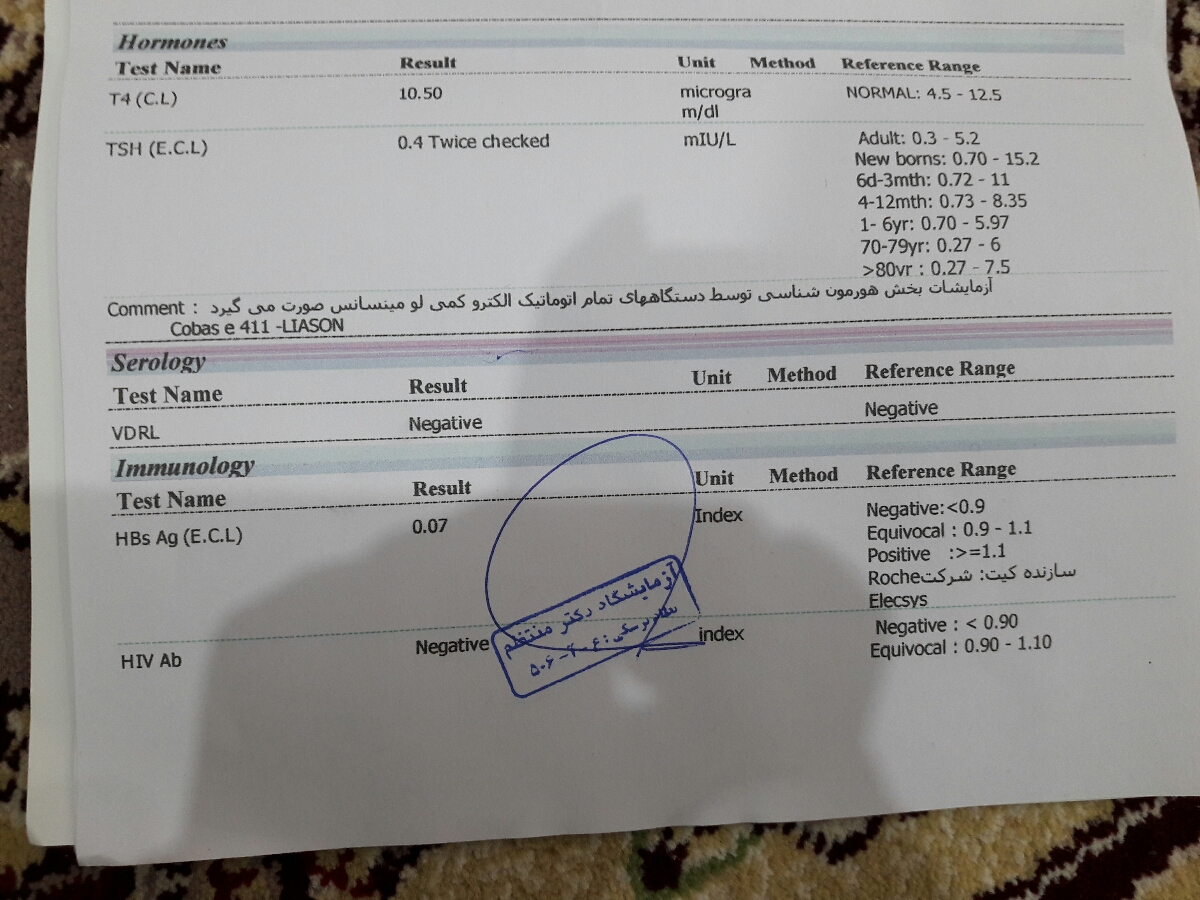 Hormones
Test Name Result Unit Method Reference Range
T4 (C.L) 10.50 microgra NORMAL: 4.5 - 12.5
m/dl
TSH (E.C.L) 0.4 Twice checked mIU/L Adult: 0.3 - 5.2
New borns: 0.70 - 15.2
6d-3mth: 0.72 - 11
4-12mth: 0.73 - 8.35
1- 6yr: 0.70 - 5.97
70-79yr: 0.27 - 6
>80yr : 0.27 - 7.5
Comment : آزمایشات بخش هورمون شناسی توسط دستگاههای تمام اتوماتیک الکترو کمی لو مینسانس صورت می گیرد
Cobas e 411 -LIASON
Serology
Test Name Result Unit Method Reference Range
VDRL Negative Negative
Immunology
Test Name Result Unit Method Reference Range
HBs Ag (E.C.L) 0.07 Index Negative:<0.9
Equivocal : 0.9 - 1.1
Positive :>=1.1
سازنده کیت: شرکت Roche
Elecsys
HIV Ab Negative index Negative : < 0.90
Equivocal : 0.90 - 1.10
آزمایشگاه دکتر منتظم
ع - آ - ۵۰۶